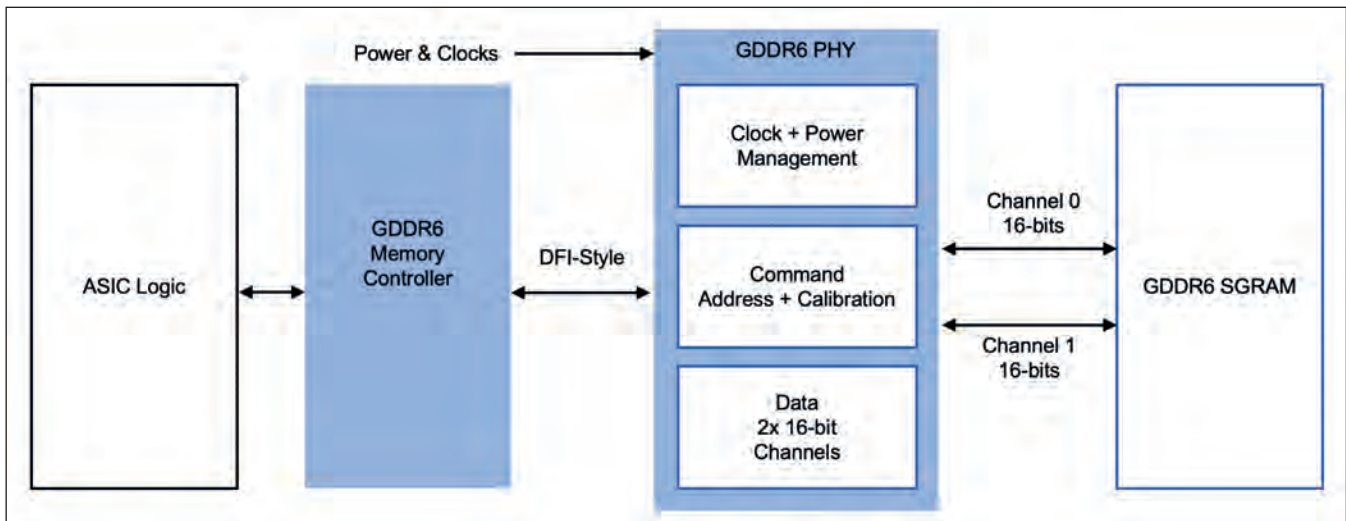 Power & Clocks
GDDR6 PHY
Clock + Power
Management
GDDR6
Memory
Controller
Channel 0
16-bits
ASIC Logic
DFI-Style
Command
Address + Calibration
GDDR6 SGRAM
Channel 1
16-bits
Data
2x 16-bit
Channels